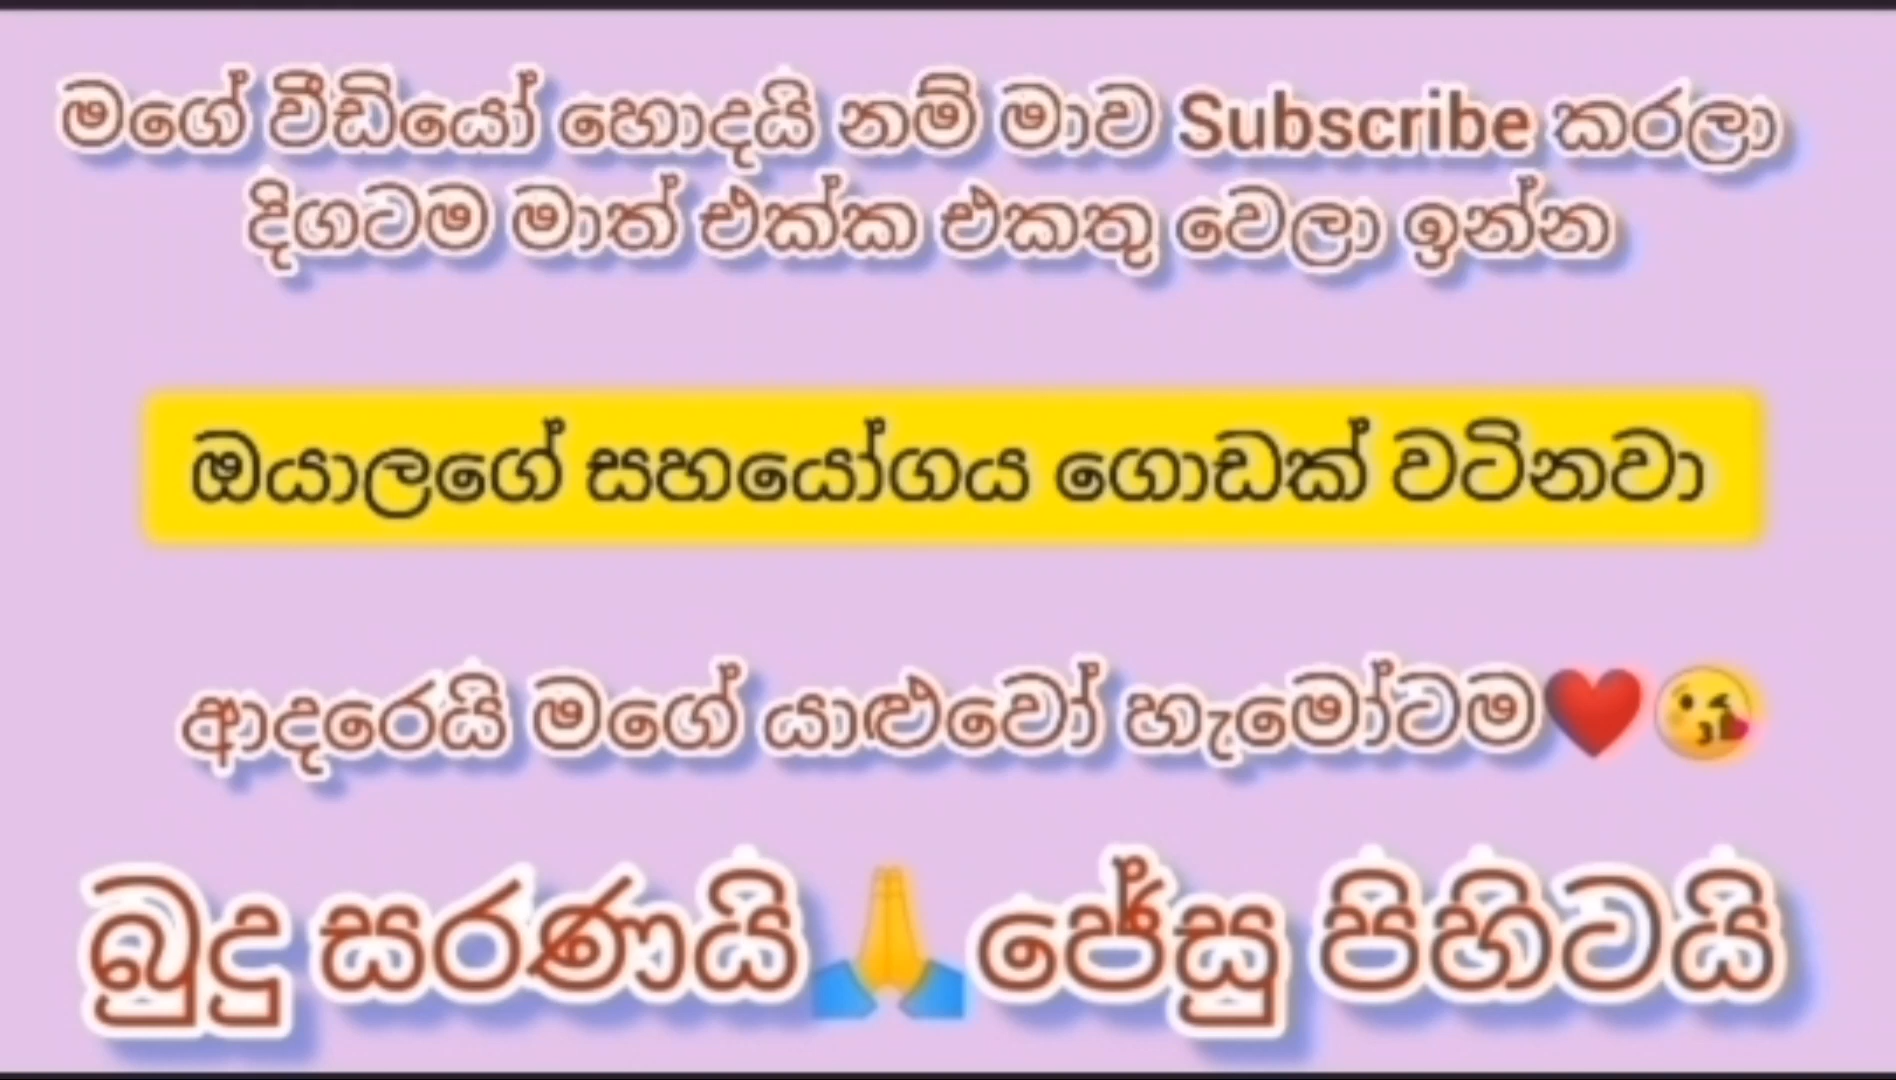 මගේ වීඩියෝ හොදයි නම් මාව Subscribe කරලා
දිගටම මාත් එක්ක එකතු වෙලා ඉන්න
ඔයාලගේ සහයෝගය ගොඩක් වටිනවා
ආදරෙයි මගේ යාළුවෝ හැමෝටම❤️😘
බුදු සරණයි🙏ජේසු පිහිටයි